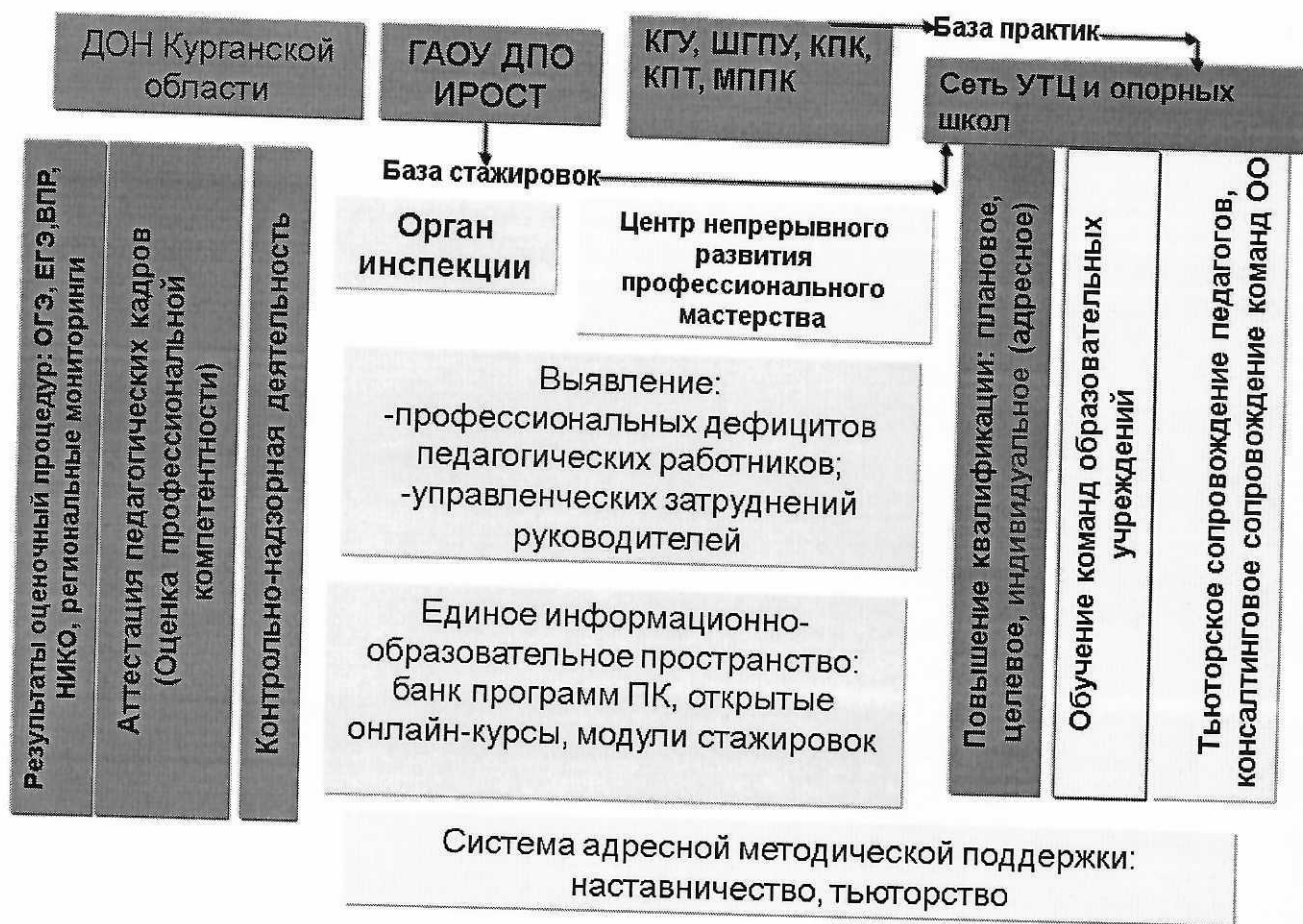 ДОН Курганской
области
ГАОУ ДПО
ИРОСТ
КГУ, ШГПУ, КПК,
КПТ, МППК
База практик
Сеть УТЦ и опорных
школ
База стажировок
Результаты оценочный процедур: ОГЭ, ЕГЭ,ВПР,
НИКО, региональные мониторинги
Аттестация педагогических кадров
(Оценка профессиональной
компетентности)
Контрольно-надзорная деятельность
Орган
инспекции
Центр непрерывного
развития
профессионального
мастерства
Выявление:
-профессиональных дефицитов
педагогических работников;
-управленческих затруднений
руководителей
Единое информационно-
образовательное пространство:
банк программ ПК, открытые
онлайн-курсы, модули стажировок
Повышение квалификации: плановое,
целевое, индивидуальное (адресное)
Обучение команд образовательных
учреждений
Тьюторское сопровождение педагогов,
консалтинговое сопровождение команд ОО
Система адресной методической поддержки:
наставничество, тьюторство